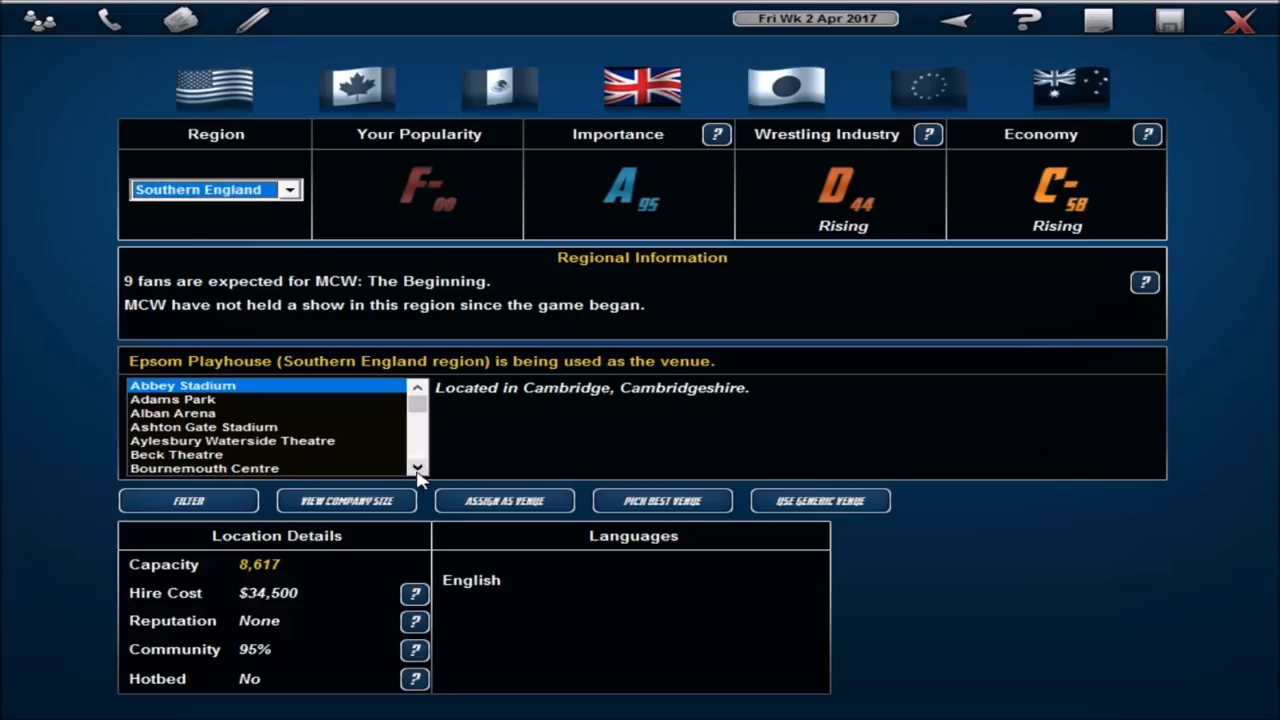 Fri Wk 2 Apr 2017
?
Region
Your Popularity
Importance ?
Wrestling Industry ?
Economy ?
Southern England
F- 00
A 95
D 44
Rising
C- 58
Rising
Regional Information
9 fans are expected for MCW: The Beginning.
?
MCW have not held a show in this region since the game began.
Epsom Playhouse (Southern England region) is being used as the venue.
Abbey Stadium
Adams Park
Alban Arena
Ashton Gate Stadium
Aylesbury Waterside Theatre
Beck Theatre
Bournemouth Centre
Located in Cambridge, Cambridgeshire.
FILTER
VIEW COMPANY SIZE
ASSIGN AS VENUE
PICK BEST VENUE
USE GENERIC VENUE
Location Details
Capacity 8,617
Hire Cost $34,500 ?
Reputation None ?
Community 95% ?
Hotbed No ?
Languages
English